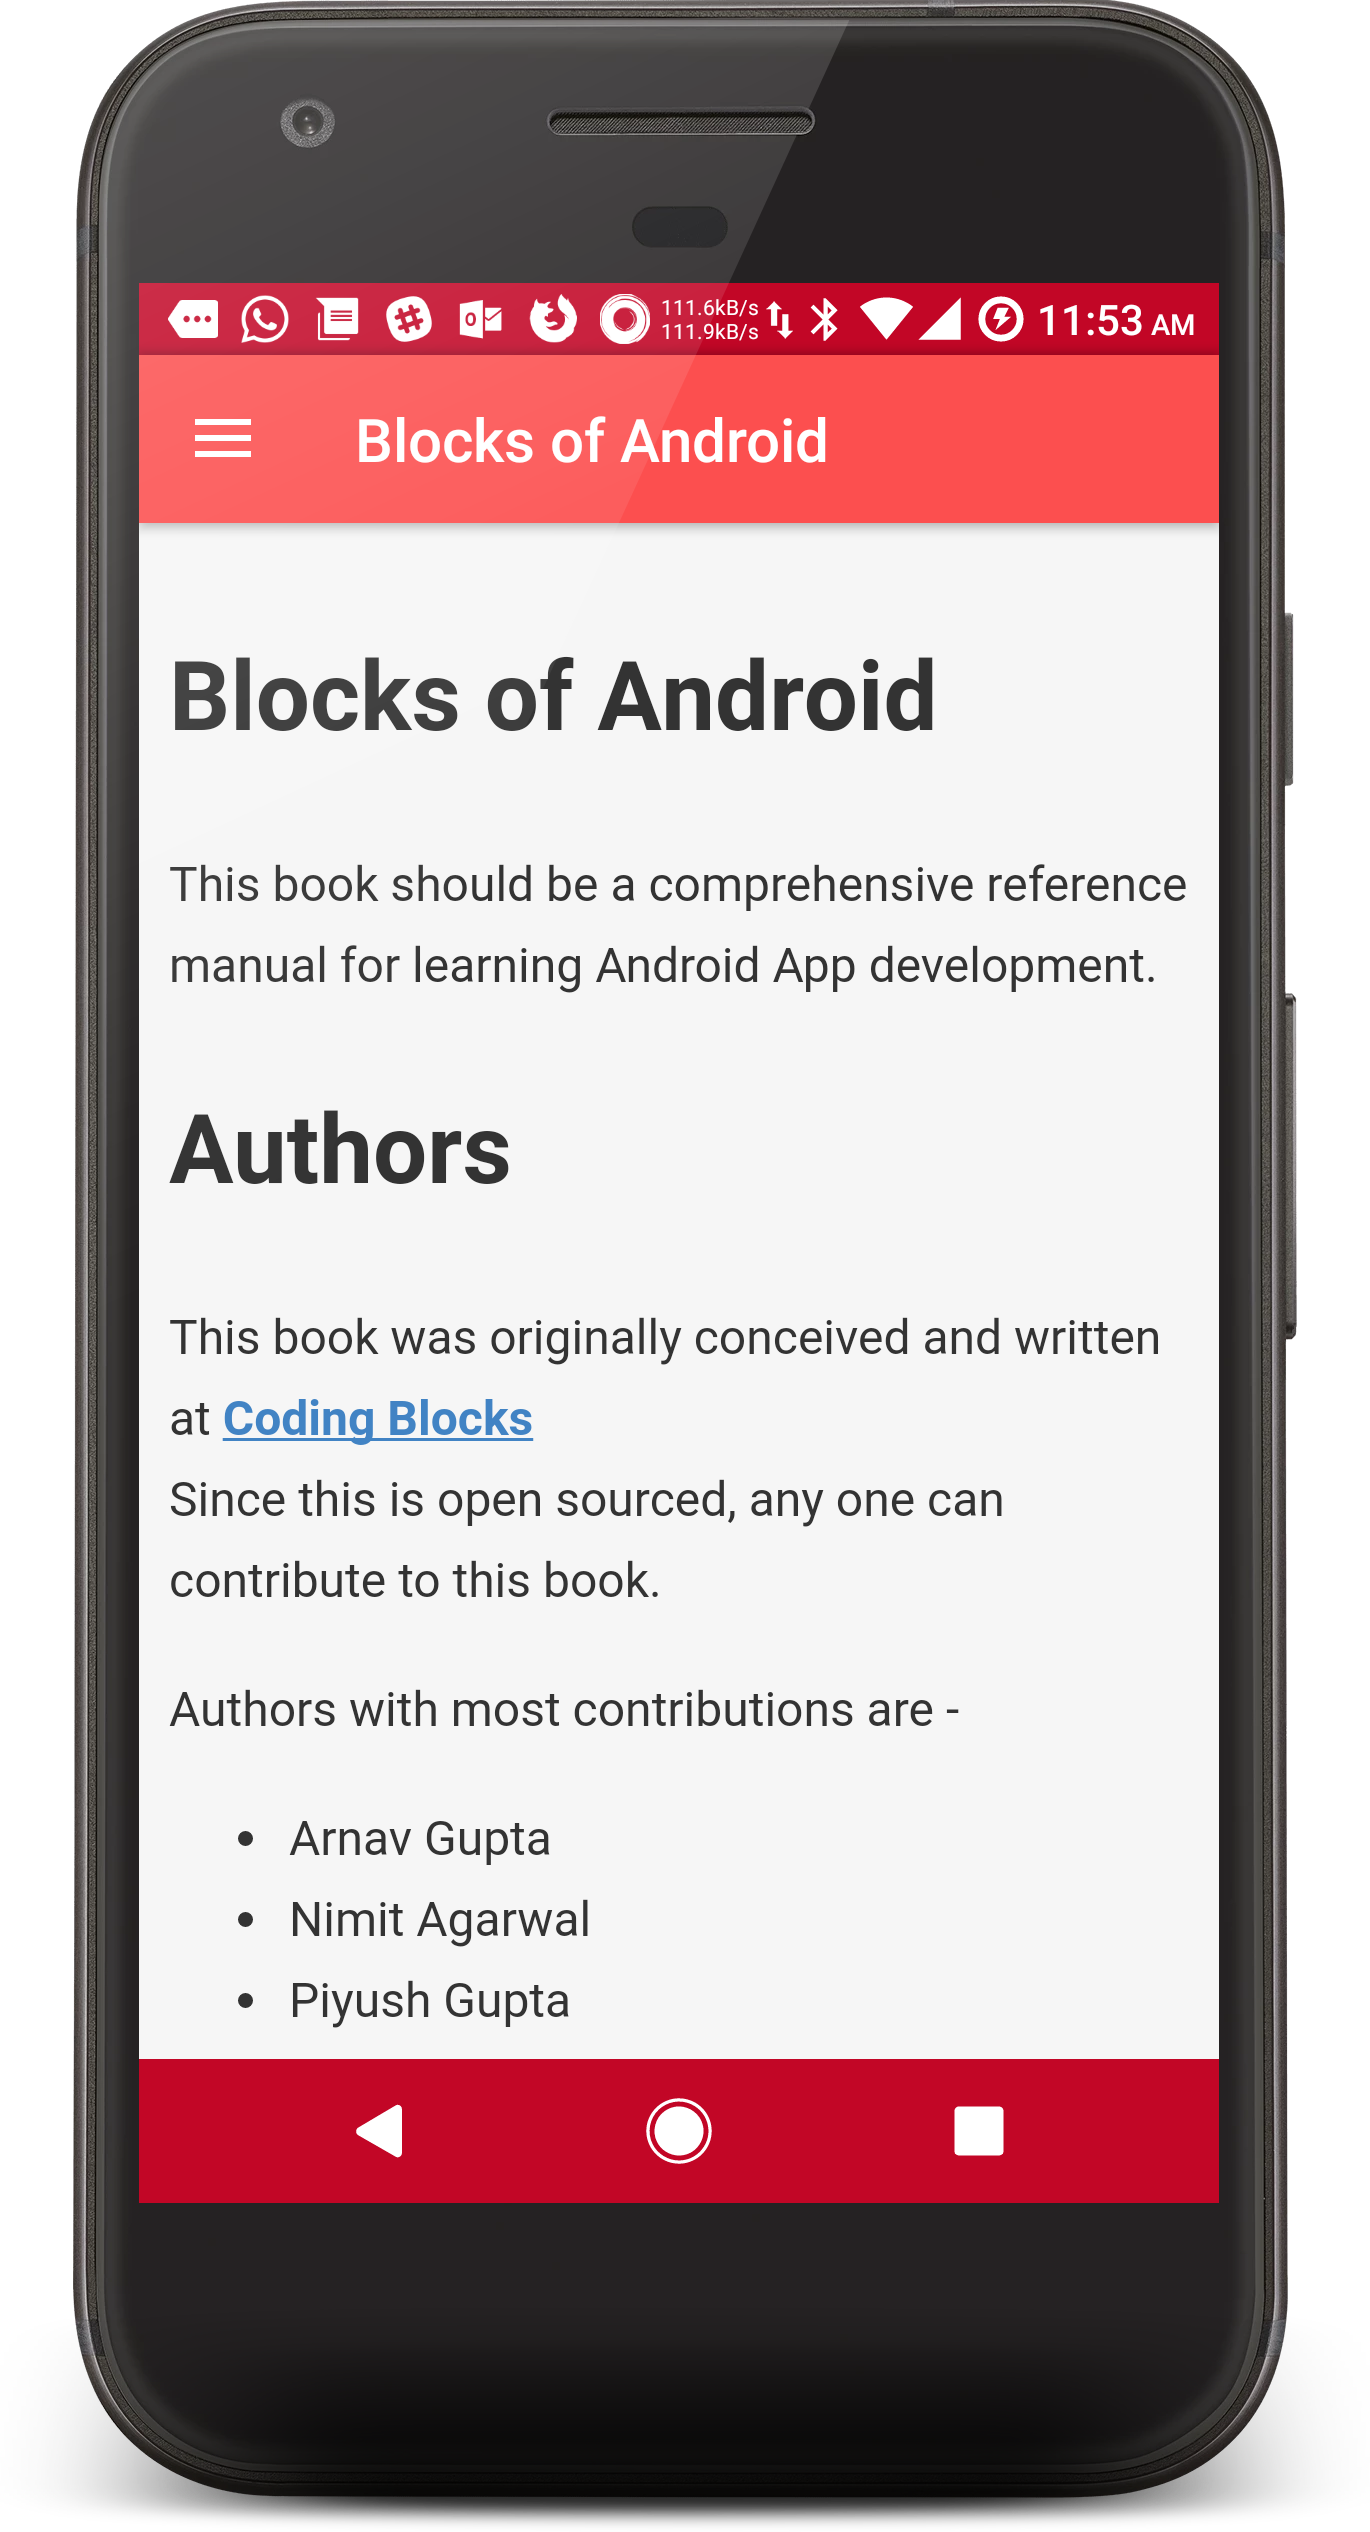 111.6kB/s
111.9kB/s
11:53 AM
Blocks of Android
Blocks of Android
This book should be a comprehensive reference
manual for learning Android App development.
Authors
This book was originally conceived and written
at Coding Blocks
Since this is open sourced, any one can
contribute to this book.
Authors with most contributions are -
• Arnav Gupta
• Nimit Agarwal
• Piyush Gupta